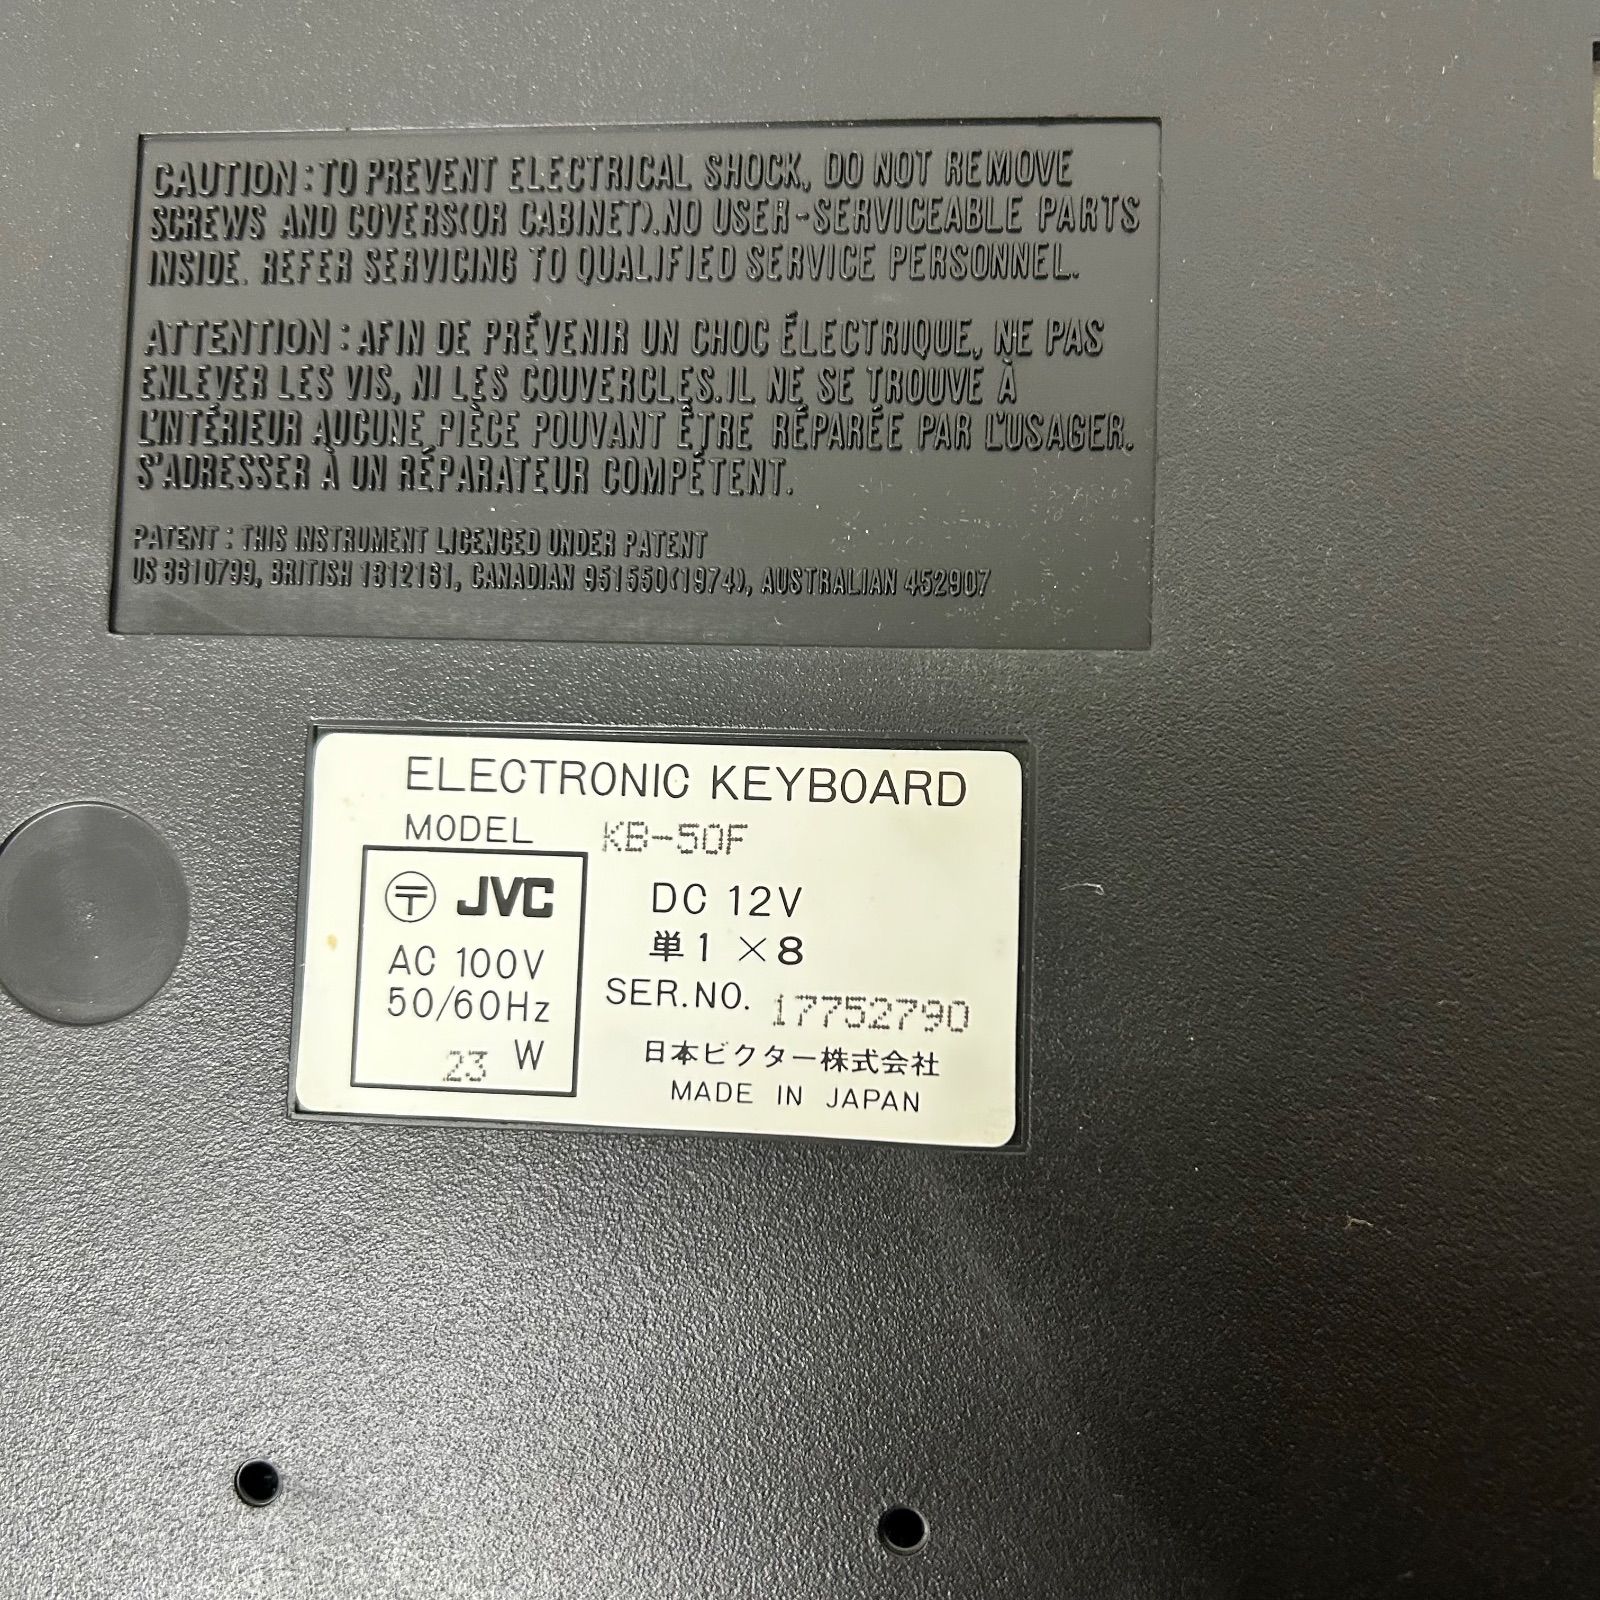 CAUTION : TO PREVENT ELECTRICAL SHOCK, DO NOT REMOVE
SCREWS AND COVERS(OR CABINET).NO USER-SERVICEABLE PARTS
INSIDE. REFER SERVICING TO QUALIFIED SERVICE PERSONNEL.
ATTENTION : AFIN DE PRÉVENIR UN CHOC ÉLECTRIQUE, NE PAS
ENLEVER LES VIS, NI LES COUVERCLES.IL NE SE TROUVE À
L'INTÉRIEUR AUCUNE PIÈCE POUVANT ÊTRE RÉPARÉE PAR L'USAGER.
S'ADRESSER À UN RÉPARATEUR COMPÉTENT.
PATENT : THIS INSTRUMENT LICENCED UNDER PATENT
US 3610799, BRITISH 1312161, CANADIAN 951550(1974), AUSTRALIAN 452907
ELECTRONIC KEYBOARD
MODEL KB-50F
〒 JVC
AC 100V
50/60Hz
23 W
DC 12V
単1 ×8
SER.NO. 17752790
日本ビクター株式会社
MADE IN JAPAN